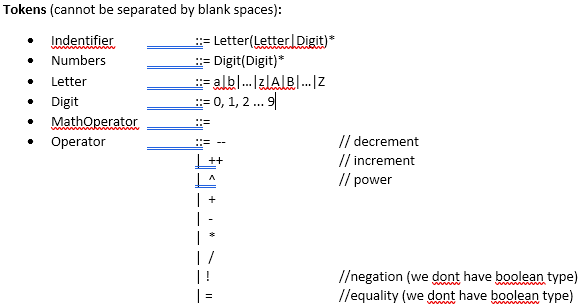 Tokens (cannot be separated by blank spaces):
• Indentifier ::= Letter(Letter|Digit)*
• Numbers ::= Digit(Digit)*
• Letter ::= a|b|...|z|A|B|...|Z
• Digit ::= 0, 1, 2 ... 9
• MathOperator ::=
• Operator ::= -- // decrement
| ++ // increment
| ^ // power
| +
| -
| *
| /
| ! //negation (we dont have boolean type)
| = //equality (we dont have boolean type)